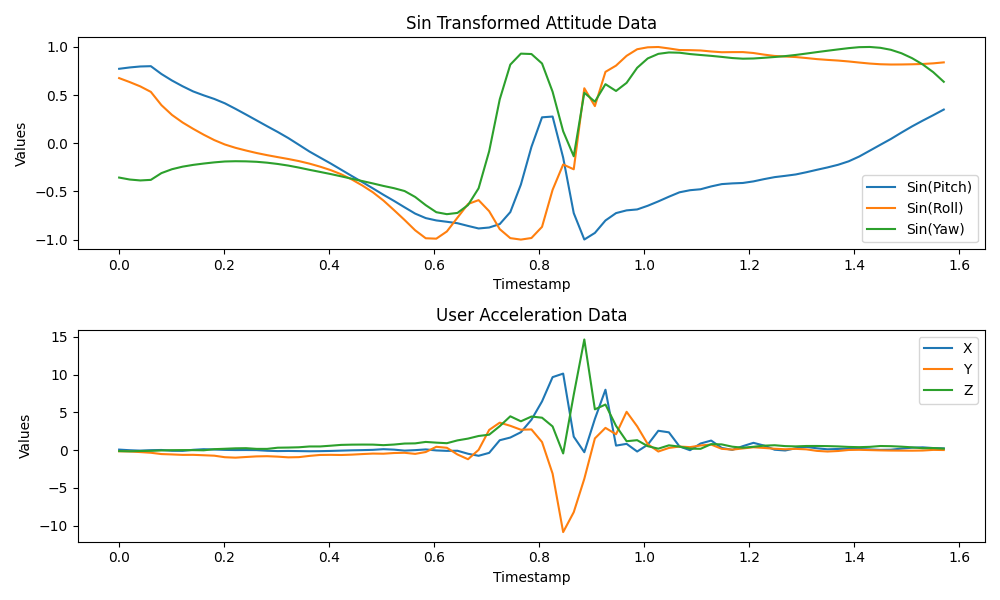 Sin Transformed Attitude Data
1.0
0.5
0.0
−0.5
−1.0
Values
Sin(Pitch)
Sin(Roll)
Sin(Yaw)
0.0 0.2 0.4 0.6 0.8 1.0 1.2 1.4 1.6
Timestamp
User Acceleration Data
15
10
5
0
−5
−10
Values
X
Y
Z
0.0 0.2 0.4 0.6 0.8 1.0 1.2 1.4 1.6
Timestamp